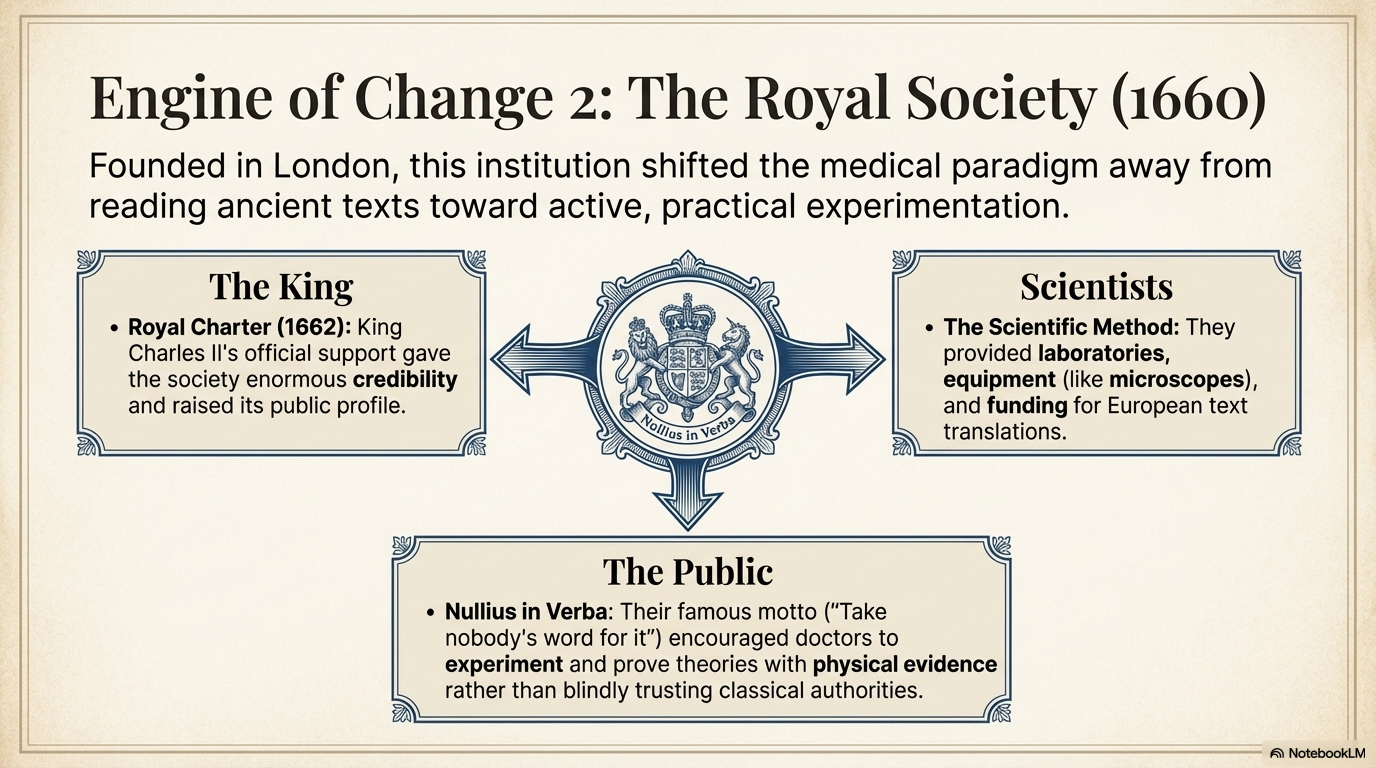 Engine of Change 2: The Royal Society (1660)
Founded in London, this institution shifted the medical paradigm away from
reading ancient texts toward active, practical experimentation.
The King
• Royal Charter (1662): King
Charles II's official support gave
the society enormous credibility
and raised its public profile.
Nullius in Verba
Scientists
• The Scientific Method: They
provided laboratories,
equipment (like microscopes),
and funding for European text
translations.
The Public
• Nullius in Verba: Their famous motto (“Take
nobody's word for it”) encouraged doctors to
experiment and prove theories with physical evidence
rather than blindly trusting classical authorities.
NotebookLM